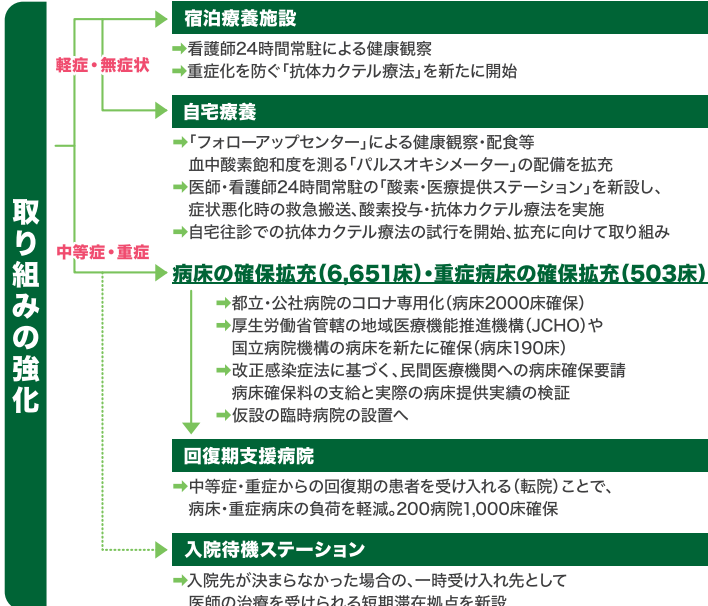 取り組みの強化
軽症・無症状
宿泊療養施設
➡看護師24時間常駐による健康観察
➡重症化を防ぐ「抗体カクテル療法」を新たに開始
自宅療養
➡「フォローアップセンター」による健康観察・配食等
血中酸素飽和度を測る「パルスオキシメーター」の配備を拡充
➡医師・看護師24時間常駐の「酸素・医療提供ステーション」を新設し、
症状悪化時の救急搬送、酸素投与・抗体カクテル療法を実施
➡自宅往診での抗体カクテル療法の試行を開始、拡充に向けて取り組み
中等症・重症
病床の確保拡充（6,651床）・重症病床の確保拡充（503床）
➡都立・公社病院のコロナ専用化（病床2000床確保）
➡厚生労働省管轄の地域医療機能推進機構（JCHO）や
国立病院機構の病床を新たに確保（病床190床）
➡改正感染症法に基づく、民間医療機関への病床確保要請
病床確保料の支給と実際の病床提供実績の検証
➡仮設の臨時病院の設置へ
回復期支援病院
➡中等症・重症からの回復期の患者を受け入れる（転院）ことで、
病床・重症病床の負荷を軽減。200病院1,000床確保
入院待機ステーション
➡入院先が決まらなかった場合の、一時受け入れ先として
医師の治療を受けられる短期滞在拠点を新設